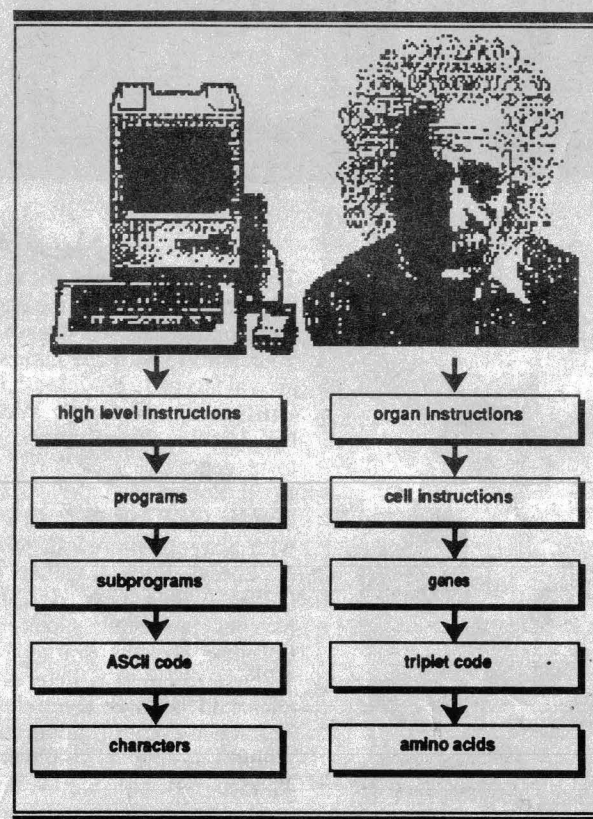 high level instructions
programs
subprograms
ASCII code
characters
organ instructions
cell instructions
genes
triplet code
amino acids